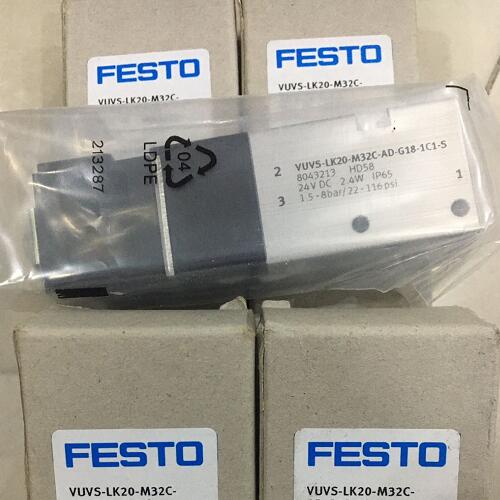 FESTO
VUVS-LK20-M32C-
FESTO
VUVS-LK20-M32C-
213287
04
LDPE
2
3
1
VUVS-LK20-M32C-AD-G18-1C1-S
8043213 HD58
24V DC 2.4W IP65
1.5-8bar/22-116psi
FESTO
VUVS-LK20-M32C-
FESTO
VUVS-LK20-M32C-